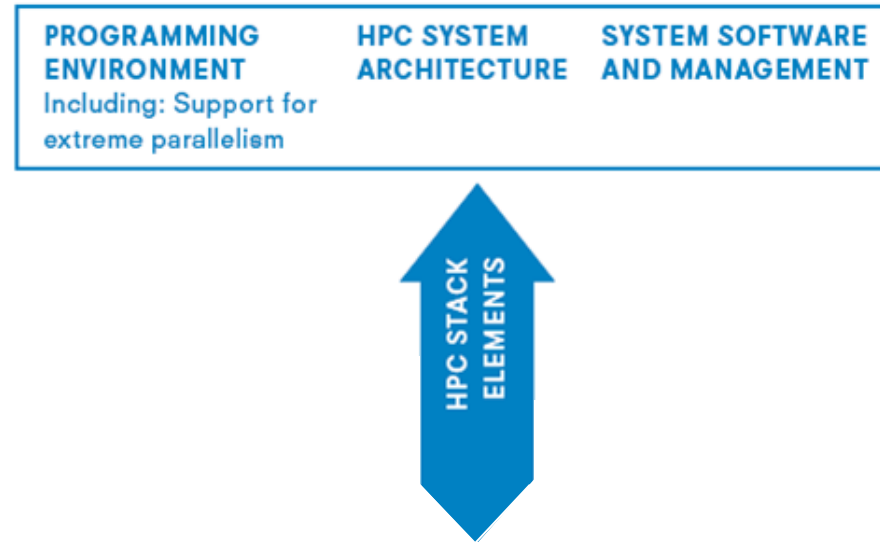 PROGRAMMING
ENVIRONMENT
Including: Support for
extreme parallelism
HPC SYSTEM
ARCHITECTURE
SYSTEM SOFTWARE
AND MANAGEMENT
HPC STACK
ELEMENTS